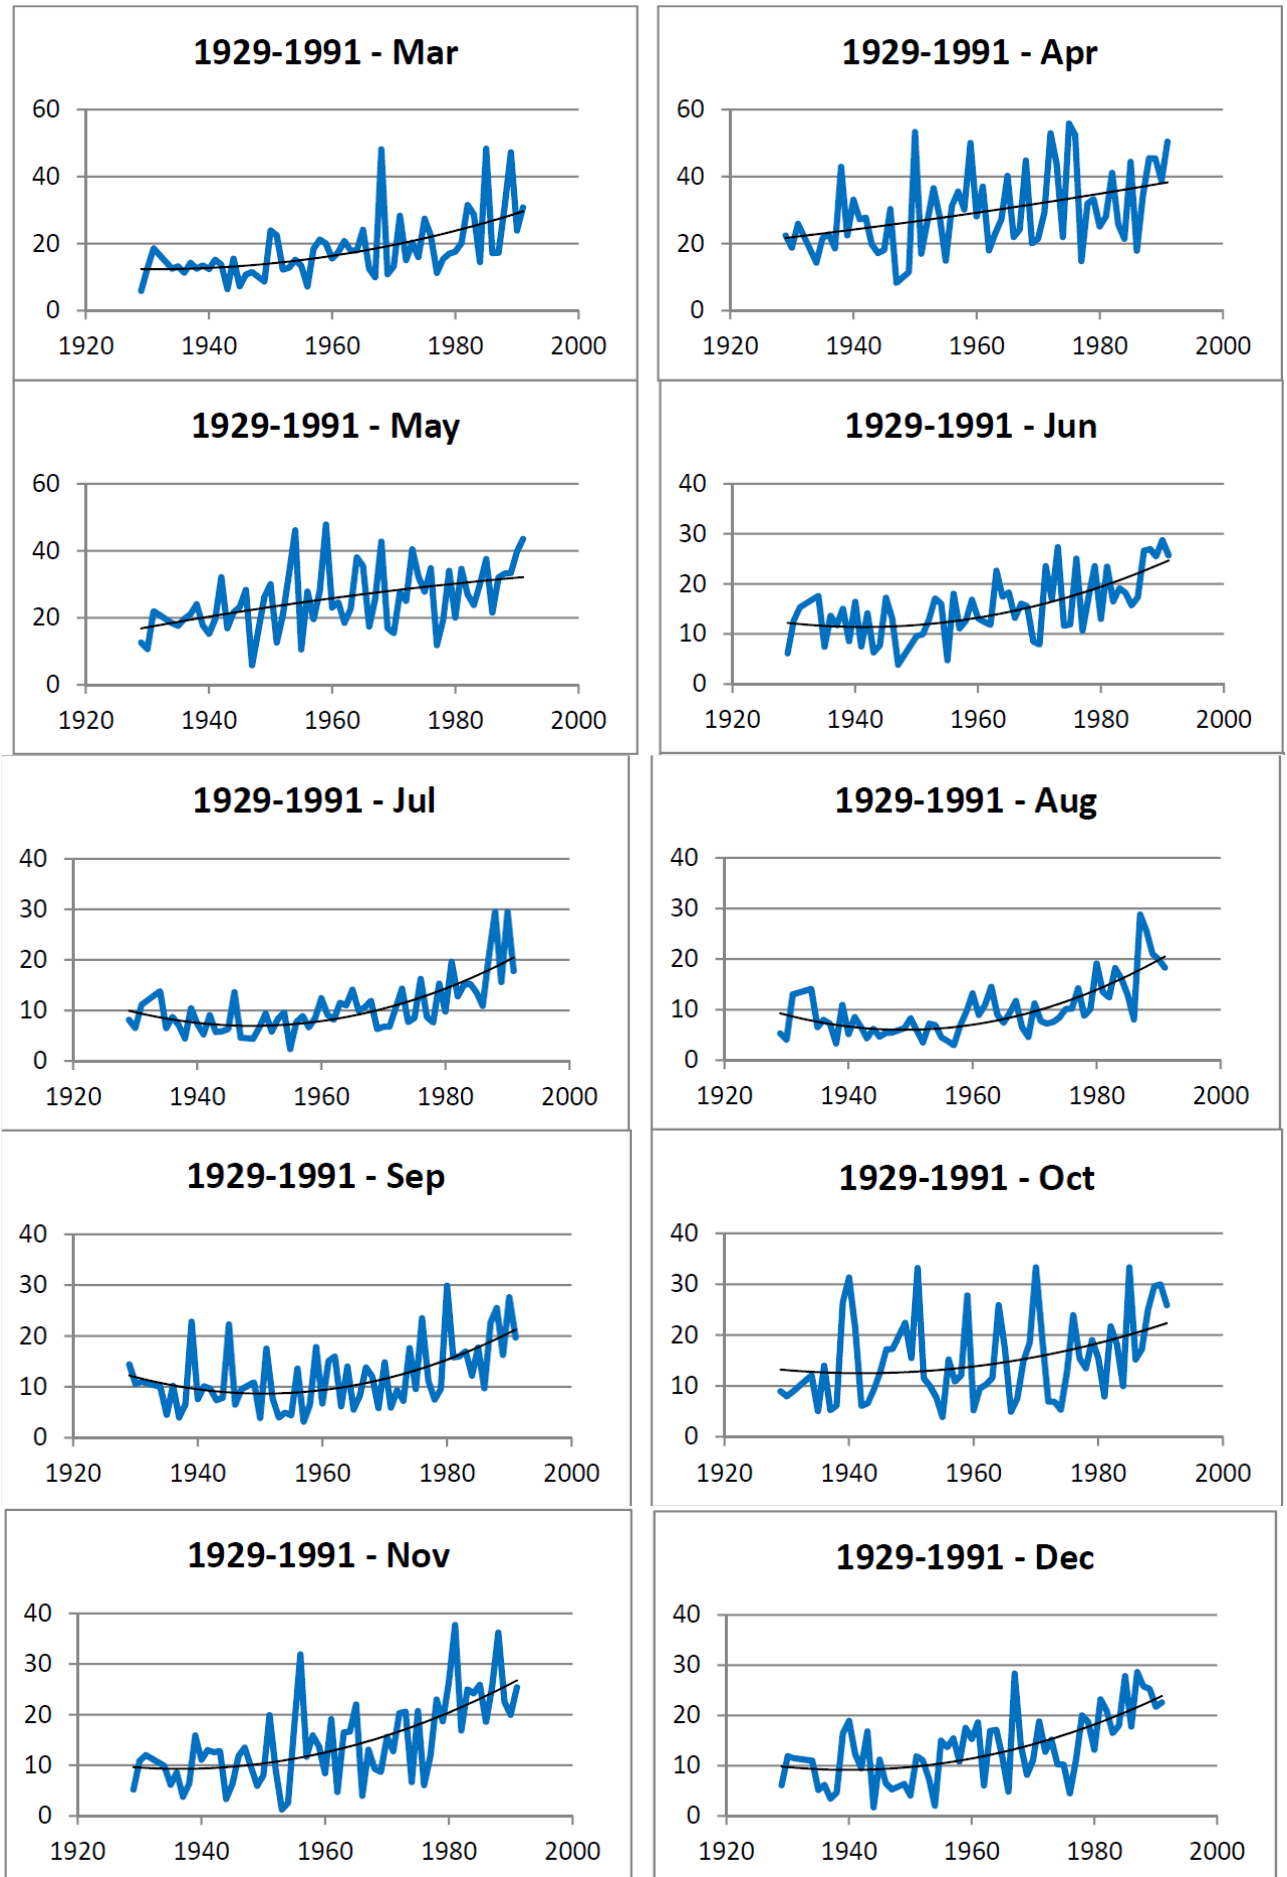 1929-1991 - Mar
60
40
20
0
1920 1940 1960 1980 2000
1929-1991 - Apr
60
40
20
0
1920 1940 1960 1980 2000
1929-1991 - May
60
40
20
0
1920 1940 1960 1980 2000
1929-1991 - Jun
40
30
20
10
0
1920 1940 1960 1980 2000
1929-1991 - Jul
40
30
20
10
0
1920 1940 1960 1980 2000
1929-1991 - Aug
40
30
20
10
0
1920 1940 1960 1980 2000
1929-1991 - Sep
40
30
20
10
0
1920 1940 1960 1980 2000
1929-1991 - Oct
40
30
20
10
0
1920 1940 1960 1980 2000
1929-1991 - Nov
40
30
20
10
0
1920 1940 1960 1980 2000
1929-1991 - Dec
40
30
20
10
0
1920 1940 1960 1980 2000